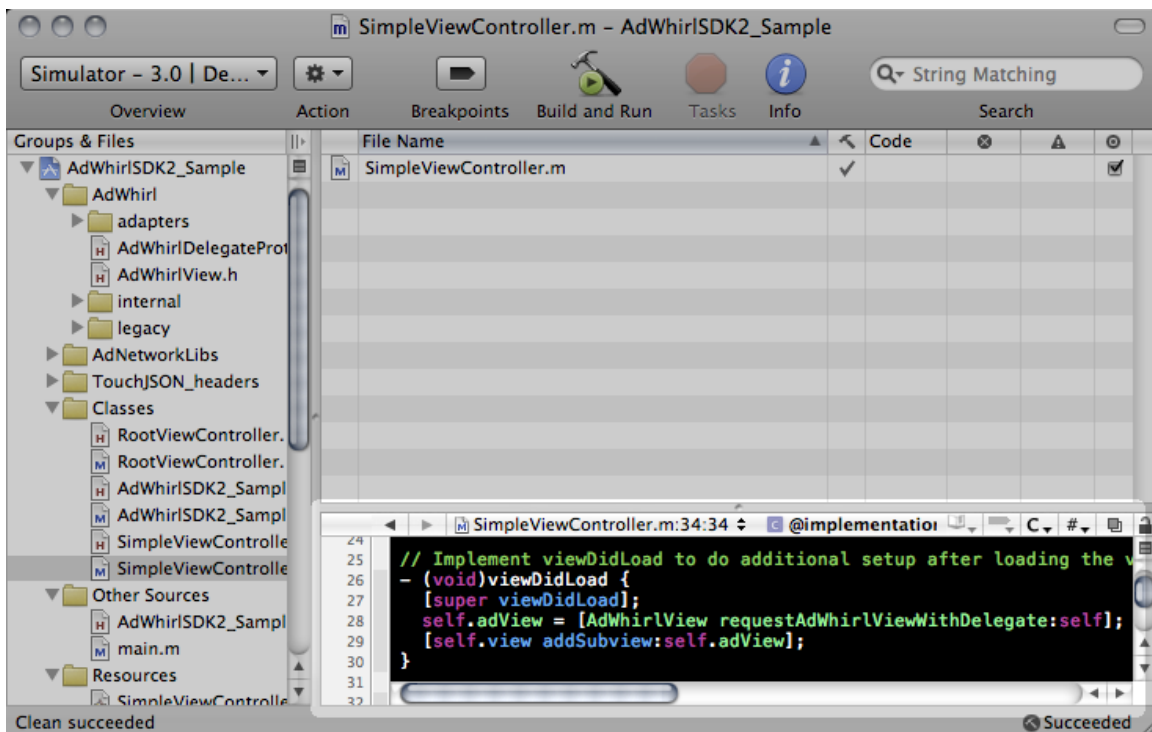 SimpleViewController.m – AdWhirlSDK2_Sample
Simulator – 3.0 | De...
String Matching
Overview Action Breakpoints Build and Run Tasks Info Search
Groups & Files
File Name Code
AdWhirlSDK2_Sample
SimpleViewController.m
AdWhirl
adapters
AdWhirlDelegateProt
AdWhirlView.h
internal
legacy
AdNetworkLibs
TouchJSON_headers
Classes
RootViewController.
RootViewController.
AdWhirlSDK2_Sampl
AdWhirlSDK2_Sampl
SimpleViewControlle
SimpleViewControlle
Other Sources
AdWhirlSDK2_Sampl
main.m
Resources
SimpleViewControlle
SimpleViewController.m:34:34 @implementation C #
24
25 // Implement viewDidLoad to do additional setup after loading the v
26 - (void)viewDidLoad {
27 [super viewDidLoad];
28 self.adView = [AdWhirlView requestAdWhirlViewWithDelegate:self];
29 [self.view addSubview:self.adView];
30 }
31
32
Clean succeeded
Succeeded